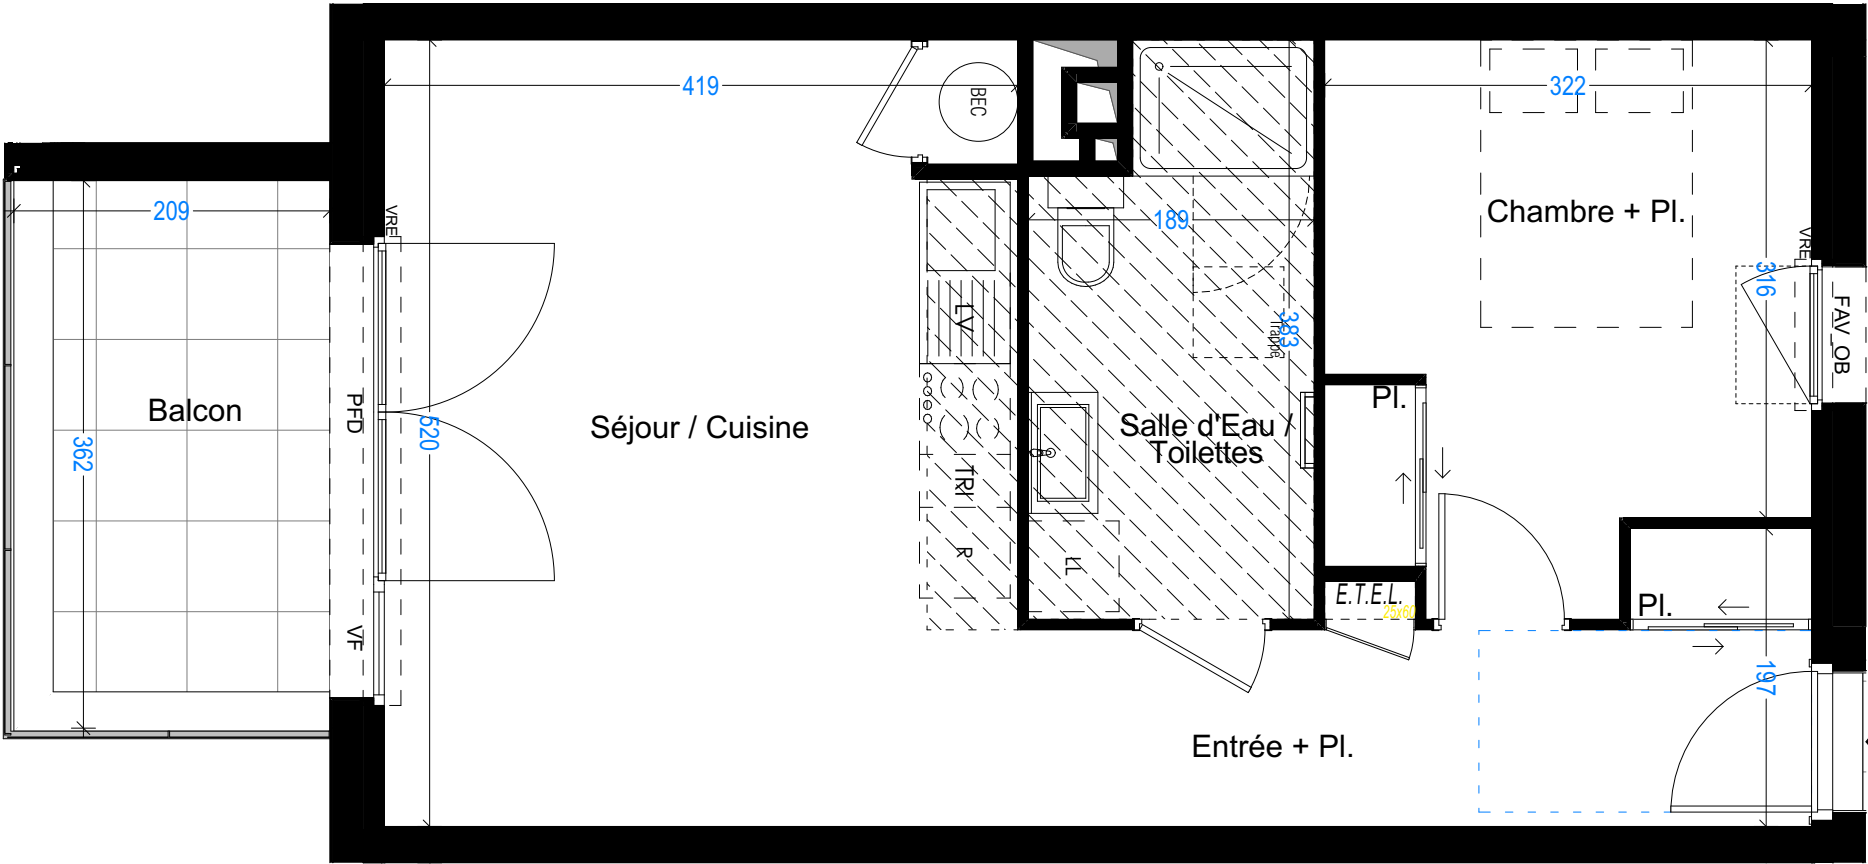 419
BEC
322
209
VRE
189
Chambre + Pl.
VRE
316
FAV_OB
LV
383
Trappe
Balcon
PFD
520
Séjour / Cuisine
Pl.
Salle d'Eau /
Toilettes
362
TRI
R
LL
E.T.E.L.
25x60
Pl.
VF
197
Entrée + Pl.